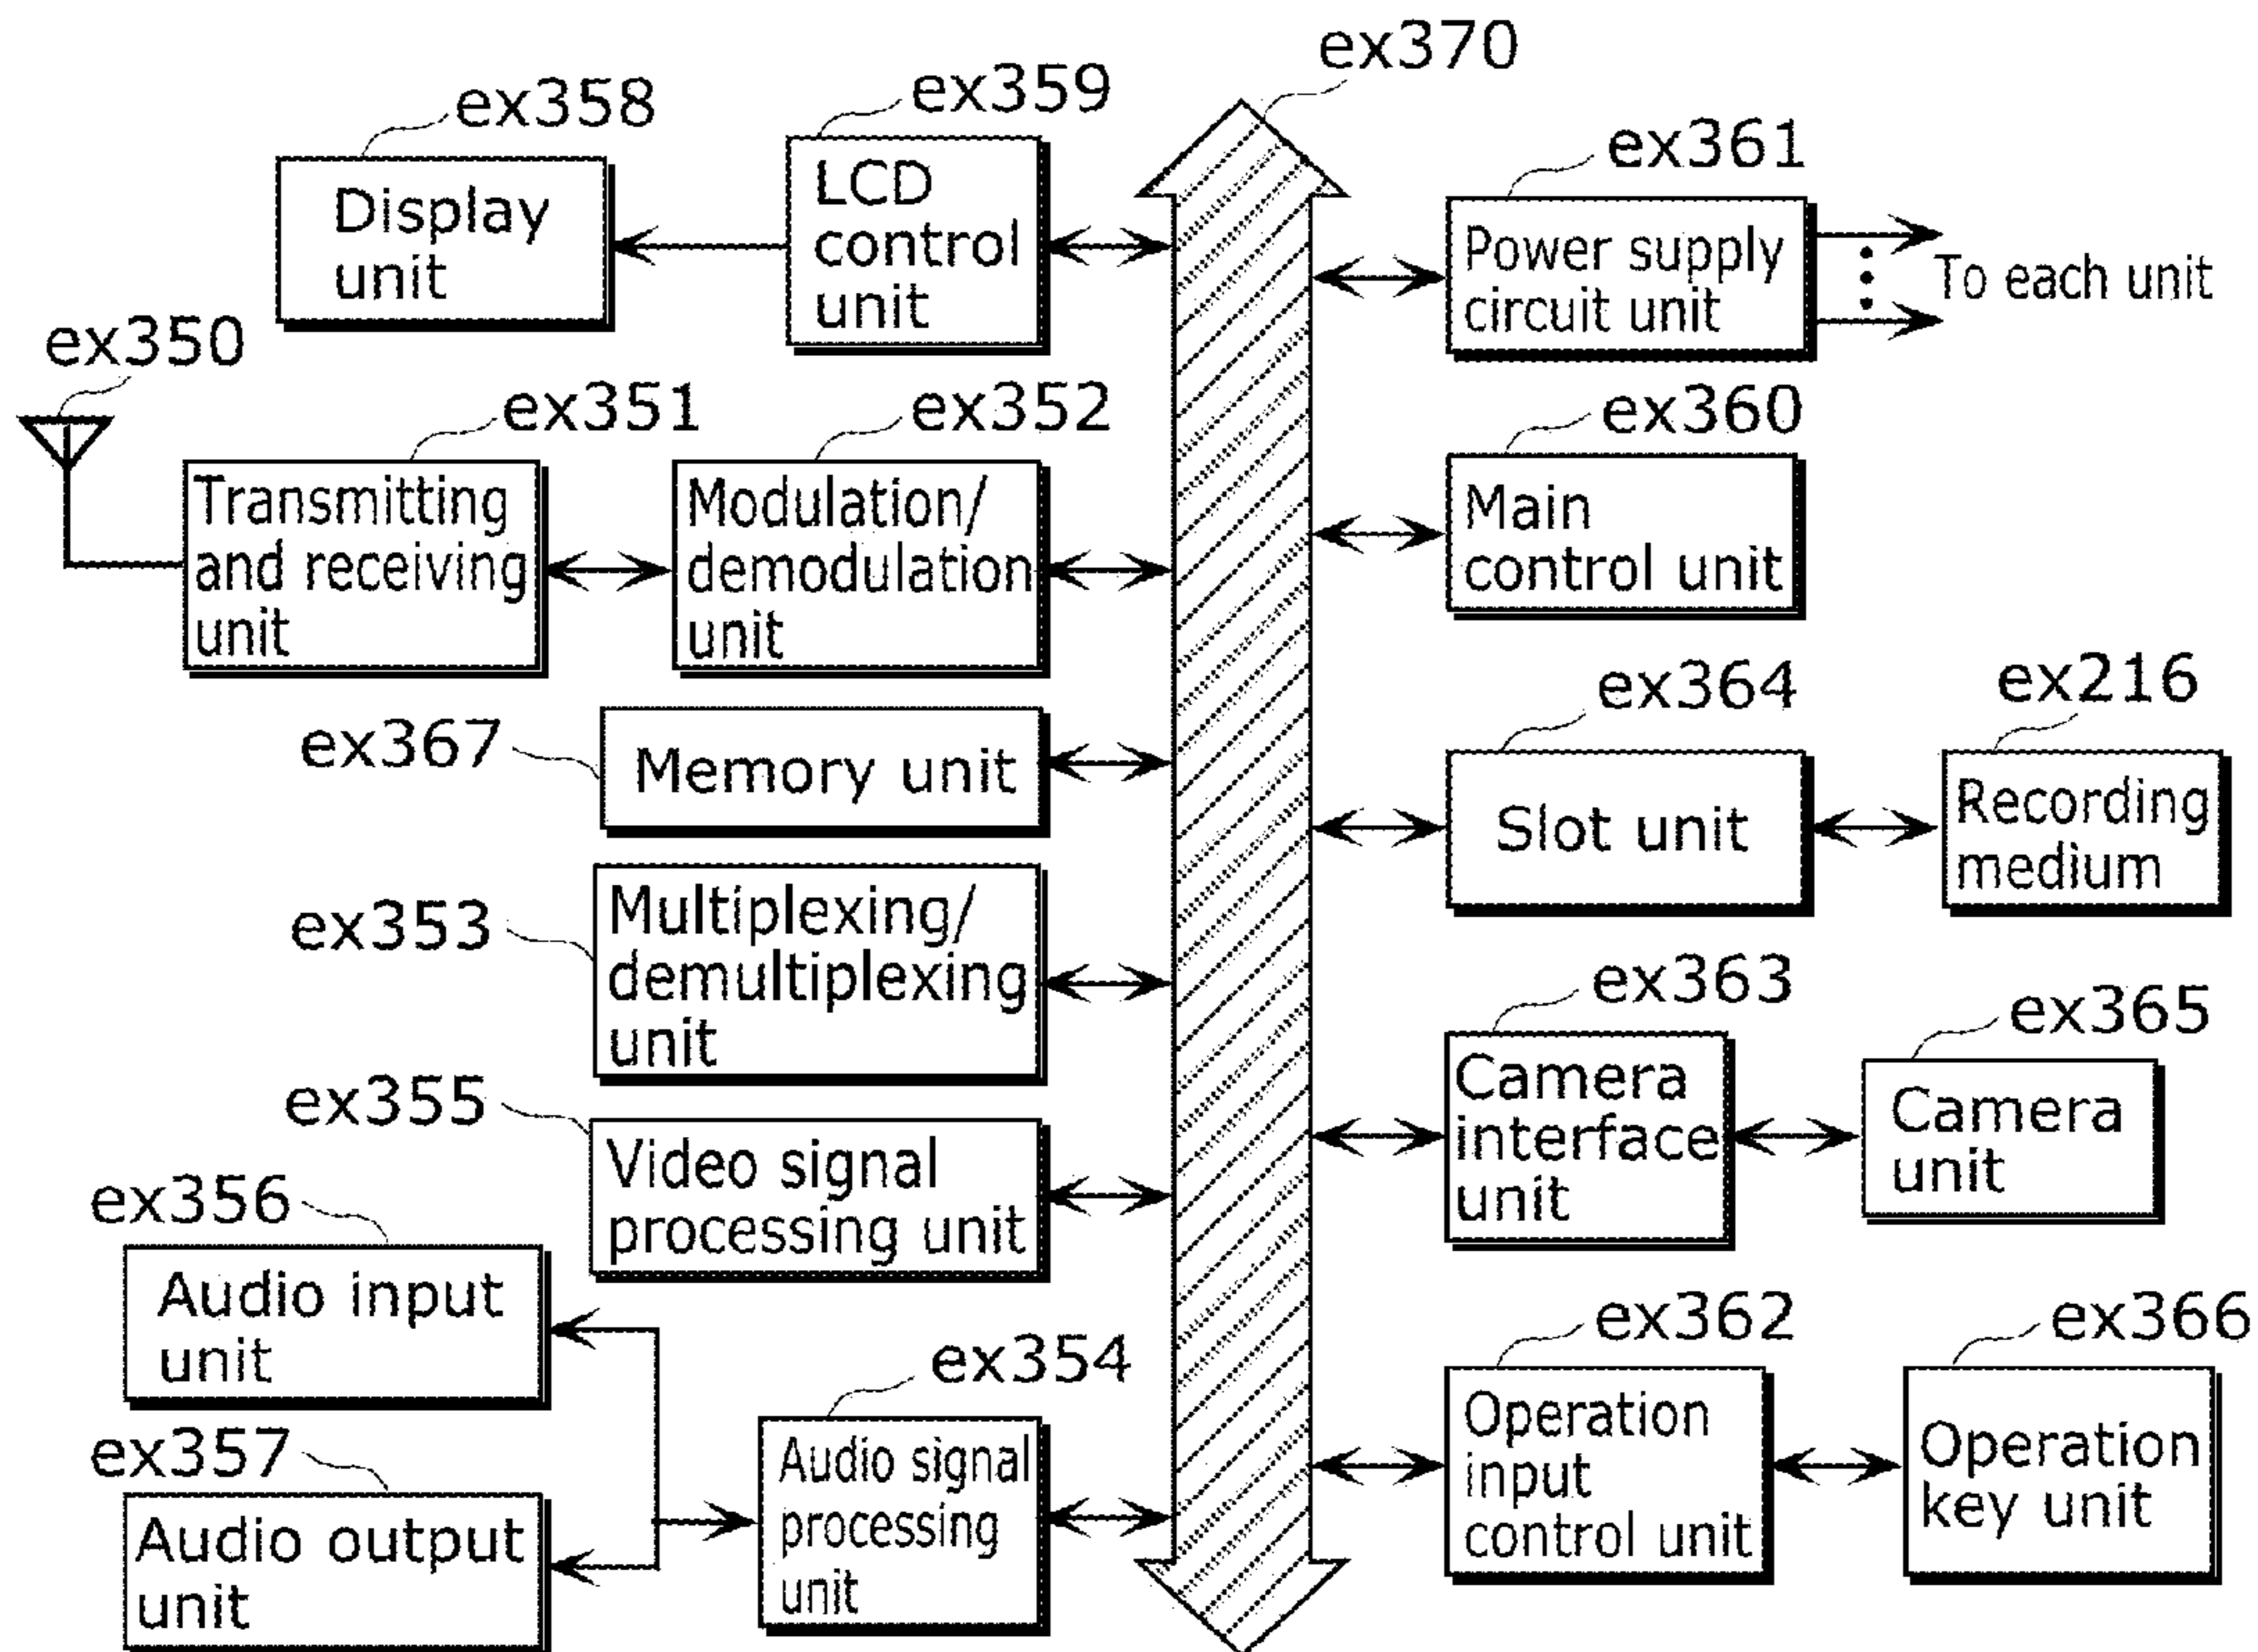 ex370
ex358
ex359
ex361
Display
unit
LCD
control
unit
Power supply
circuit unit
To each unit
ex350
ex351
ex352
ex360
Transmitting
and receiving
unit
Modulation/
demodulation
unit
Main
control unit
ex367
Memory unit
ex364
ex216
Slot unit
Recording
medium
ex353
Multiplexing/
demultiplexing
unit
ex363
ex365
Camera
interface
unit
Camera
unit
ex355
Video signal
processing unit
ex356
Audio input
unit
ex354
ex362
ex366
ex357
Audio output
unit
Audio signal
processing
unit
Operation
input
control unit
Operation
key unit